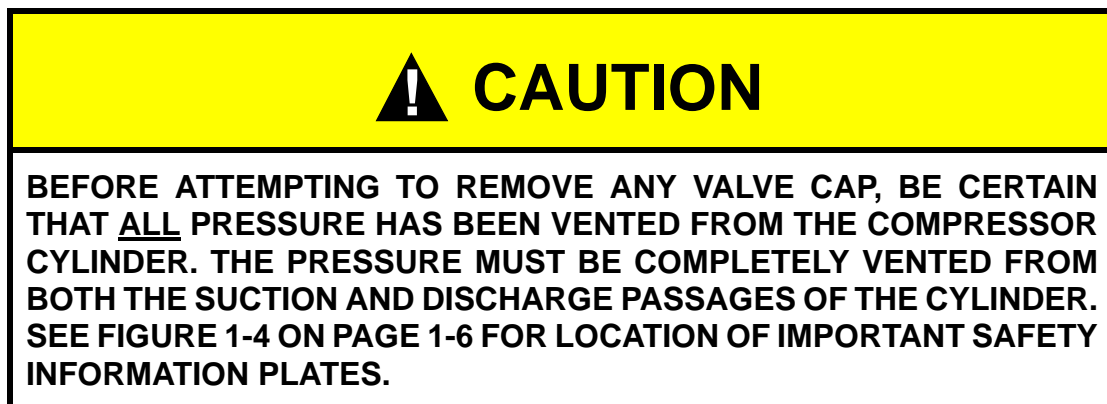 CAUTION
BEFORE ATTEMPTING TO REMOVE ANY VALVE CAP, BE CERTAIN
THAT ALL PRESSURE HAS BEEN VENTED FROM THE COMPRESSOR
CYLINDER. THE PRESSURE MUST BE COMPLETELY VENTED FROM
BOTH THE SUCTION AND DISCHARGE PASSAGES OF THE CYLINDER.
SEE FIGURE 1-4 ON PAGE 1-6 FOR LOCATION OF IMPORTANT SAFETY
INFORMATION PLATES.